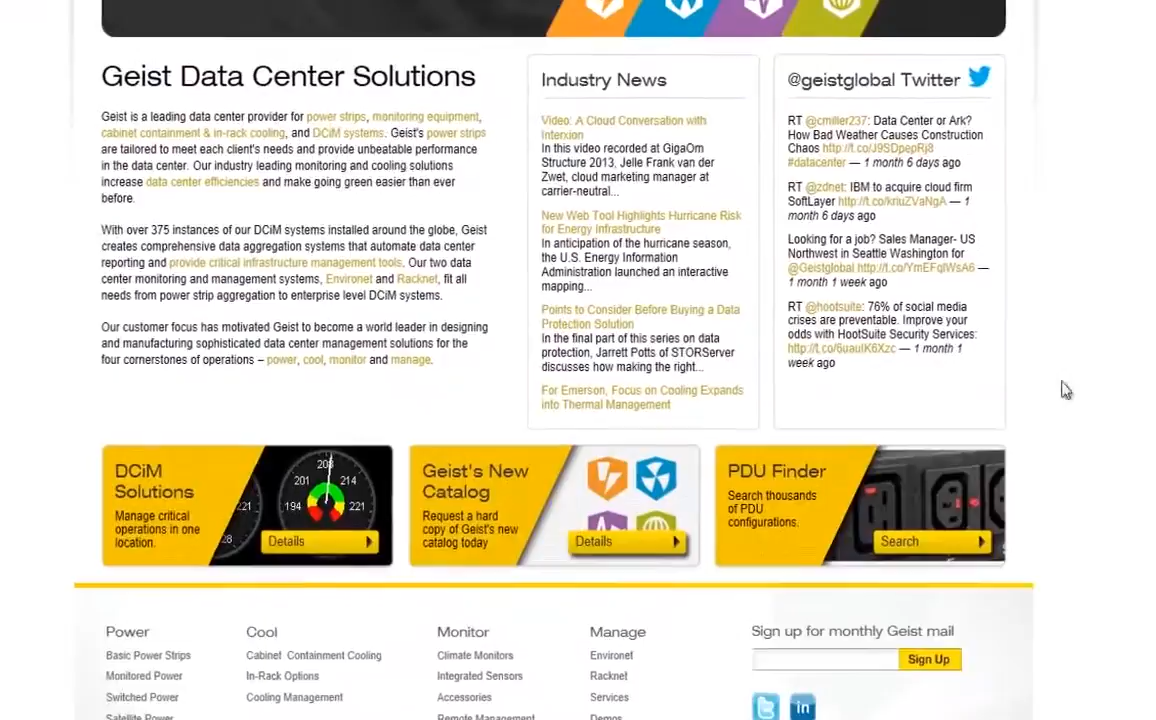 Geist Data Center Solutions
Geist is a leading data center provider for power strips, monitoring equipment,
cabinet containment & in-rack cooling, and DCiM systems. Geist's power strips
are tailored to meet each client's needs and provide unbeatable performance
in the data center. Our industry leading monitoring and cooling solutions
increase data center efficiencies and make going green easier than ever
before.
With over 375 instances of our DCiM systems installed around the globe, Geist
creates comprehensive data aggregation systems that automate data center
reporting and provide critical infrastructure management tools. Our two data
center monitoring and management systems, Environet and Racknet, fit all
needs from power strip aggregation to enterprise level DCiM systems.
Our customer focus has motivated Geist to become a world leader in designing
and manufacturing sophisticated data center management solutions for the
four cornerstones of operations – power, cool, monitor and manage.
Industry News
Video: A Cloud Conversation with
Interxion
In this video recorded at GigaOm
Structure 2013, Jelle Frank van der
Zwet, cloud marketing manager at
carrier-neutral...
New Web Tool Highlights Hurricane Risk
for Energy Infrastructure
In anticipation of the hurricane season,
the U.S. Energy Information
Administration launched an interactive
mapping...
Points to Consider Before Buying a Data
Protection Solution
In the final part of this series on data
protection, Jarrett Potts of STORServer
discusses how making the right...
For Emerson, Focus on Cooling Expands
into Thermal Management
@geistglobal Twitter
RT @cmiller237: Data Center or Ark?
How Bad Weather Causes Construction
Chaos http://t.co/J9SDpepRj8
#datacenter — 1 month 6 days ago
RT @zdnet: IBM to acquire cloud firm
SoftLayer http://t.co/kriuZVaNgA — 1
month 6 days ago
Looking for a job? Sales Manager- US
Northwest in Seattle Washington for
@Geistglobal http://t.co/YmEFqlWsA6 —
1 month 1 week ago
RT @hootsuite: 76% of social media
crises are preventable. Improve your
odds with HootSuite Security Services:
http://t.co/6uauIK6Xzc — 1 month 1
week ago
DCiM
Solutions
Manage critical
operations in one
location.
208
201 214
194 221
221
28
Details
Geist's New
Catalog
Request a hard
copy of Geist's new
catalog today
Details
PDU Finder
Search thousands
of PDU
configurations.
Search
Power
Basic Power Strips
Monitored Power
Switched Power
Satellite Power
Cool
Cabinet Containment Cooling
In-Rack Options
Cooling Management
Monitor
Climate Monitors
Integrated Sensors
Accessories
Remote Management
Manage
Environet
Racknet
Services
Demos
Sign up for monthly Geist mail
Sign Up
in